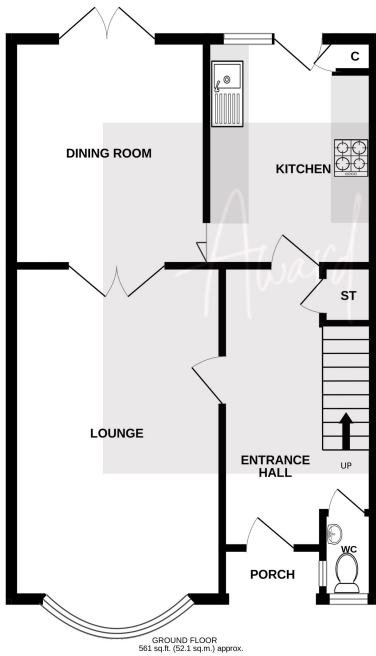 C
DINING ROOM
KITCHEN
Award
ST
LOUNGE
ENTRANCE
HALL
UP
WC
PORCH
GROUND FLOOR
561 sq.ft. (52.1 sq.m.) approx.